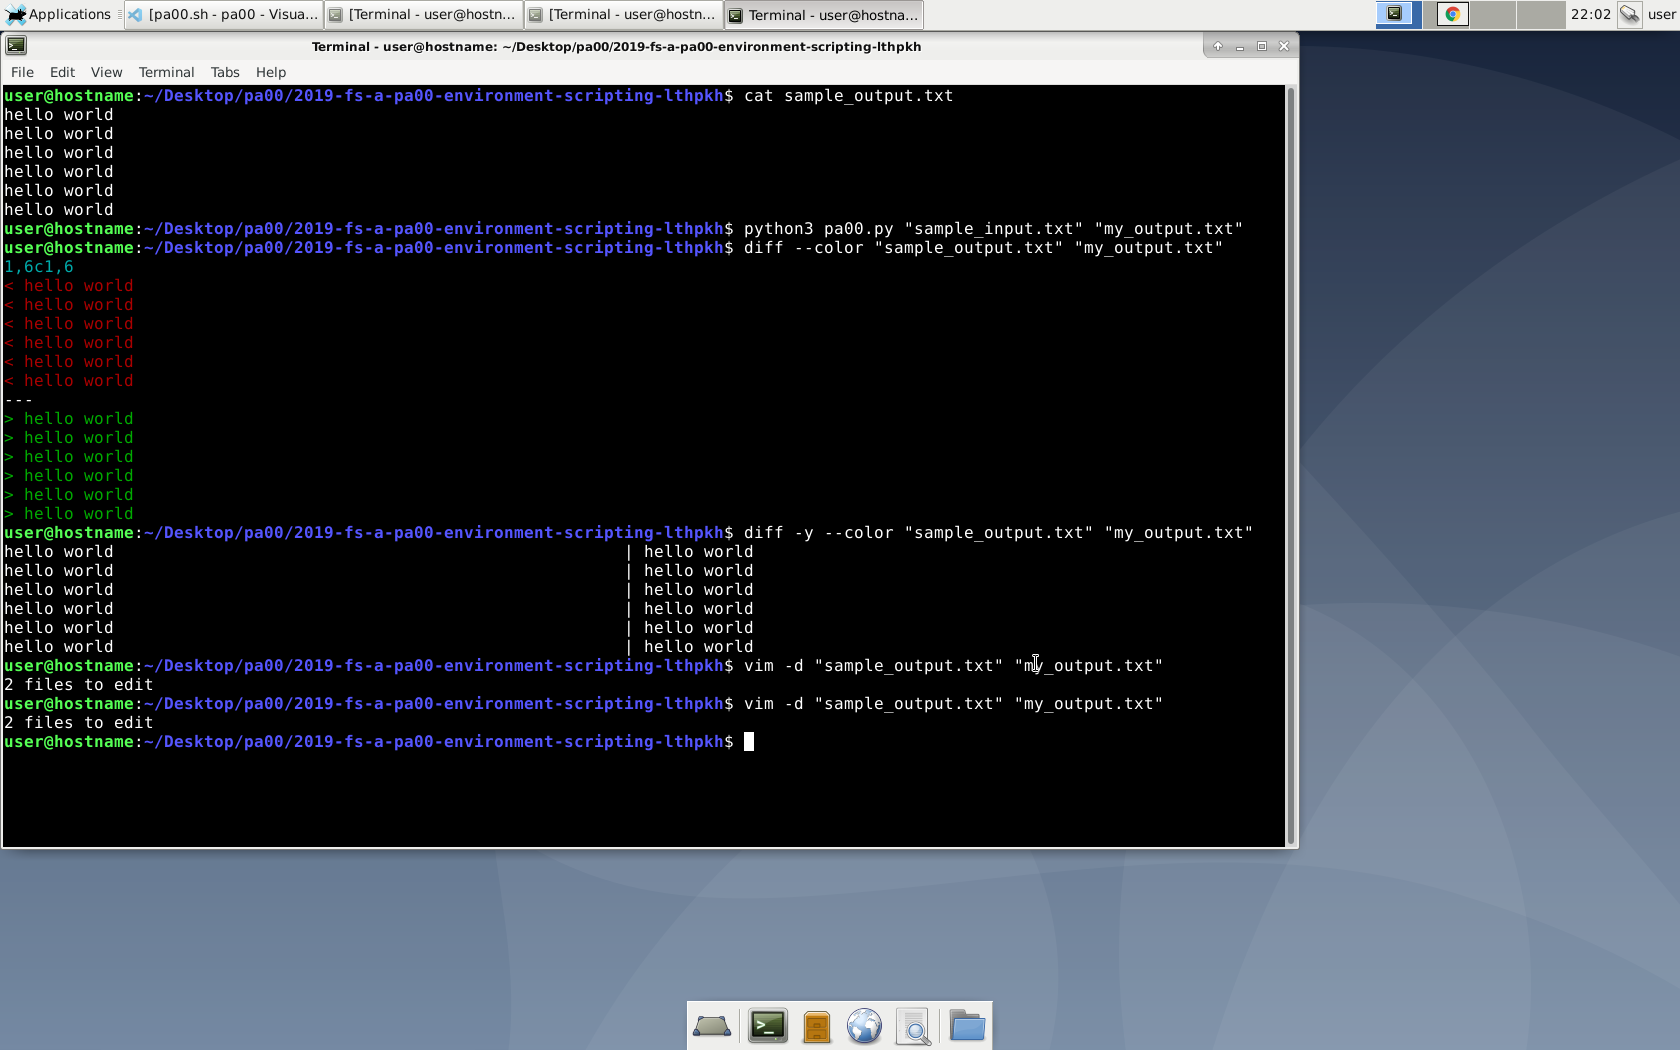 Applications [pa00.sh - pa00 - Visua... [Terminal - user@hostn... [Terminal - user@hostn... Terminal - user@hostna... 22:02 user
Terminal - user@hostname: ~/Desktop/pa00/2019-fs-a-pa00-environment-scripting-lthpkh
File Edit View Terminal Tabs Help
user@hostname:~/Desktop/pa00/2019-fs-a-pa00-environment-scripting-lthpkh$ cat sample_output.txt
hello world
hello world
hello world
hello world
hello world
hello world
user@hostname:~/Desktop/pa00/2019-fs-a-pa00-environment-scripting-lthpkh$ python3 pa00.py "sample_input.txt" "my_output.txt"
user@hostname:~/Desktop/pa00/2019-fs-a-pa00-environment-scripting-lthpkh$ diff --color "sample_output.txt" "my_output.txt"
1,6c1,6
< hello world
< hello world
< hello world
< hello world
< hello world
< hello world
---
> hello world
> hello world
> hello world
> hello world
> hello world
> hello world
user@hostname:~/Desktop/pa00/2019-fs-a-pa00-environment-scripting-lthpkh$ diff -y --color "sample_output.txt" "my_output.txt"
hello world | hello world
hello world | hello world
hello world | hello world
hello world | hello world
hello world | hello world
hello world | hello world
user@hostname:~/Desktop/pa00/2019-fs-a-pa00-environment-scripting-lthpkh$ vim -d "sample_output.txt" "my_output.txt"
2 files to edit
user@hostname:~/Desktop/pa00/2019-fs-a-pa00-environment-scripting-lthpkh$ vim -d "sample_output.txt" "my_output.txt"
2 files to edit
user@hostname:~/Desktop/pa00/2019-fs-a-pa00-environment-scripting-lthpkh$